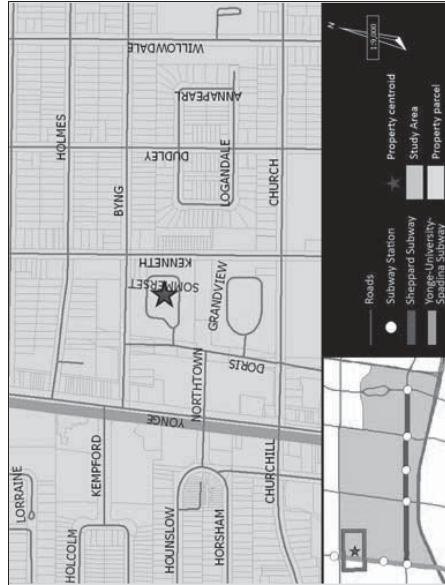 WILLOWDALE
ANNAPEARL
HOLMES
DUDLEY
LOGANDALE
BYNG
CHURCH
KENNETH
SOMMERSET
GRANDVIEW
DORIS
NORTHTOWN
YONGE
KEMPFORD
CHURCHILL
LORRAINE
HOLCOLM
HOUNSLOW
HORSHAM
N
1:9,000
Roads
Subway Station
Sheppard Subway
Yonge-University-
Spadina Subway
Property centroid
Study Area
Property parcel